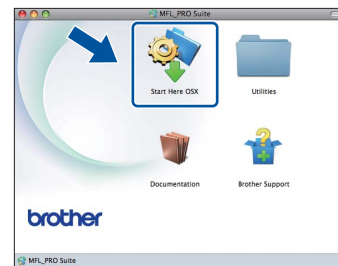 MFL_PRO Suite
Start Here OSX
Utilities
Documentation
Brother Support
brother
MFL_PRO Suite